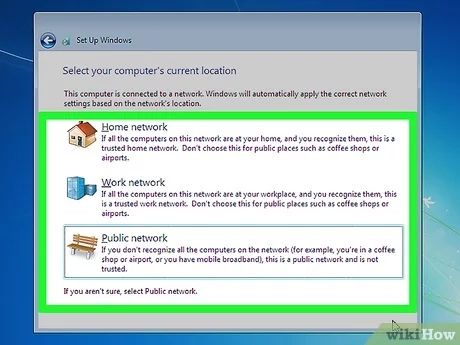 Set Up Windows
Select your computer's current location
This computer is connected to a network. Windows will automatically apply the correct network
settings based on the network's location.
Home network
If all the computers on this network are at your home, and you recognize them, this is a
trusted home network. Don't choose this for public places such as coffee shops or
airports.
Work network
If all the computers on this network are at your workplace, and you recognize them, this is a
trusted work network. Don't choose this for public places such as coffee shops or
airports.
Public network
If you don't recognize all the computers on the network (for example, you're in a coffee
shop or airport, or you have mobile broadband), this is a public network and is not
trusted.
If you aren't sure, select Public network.
wikiHow